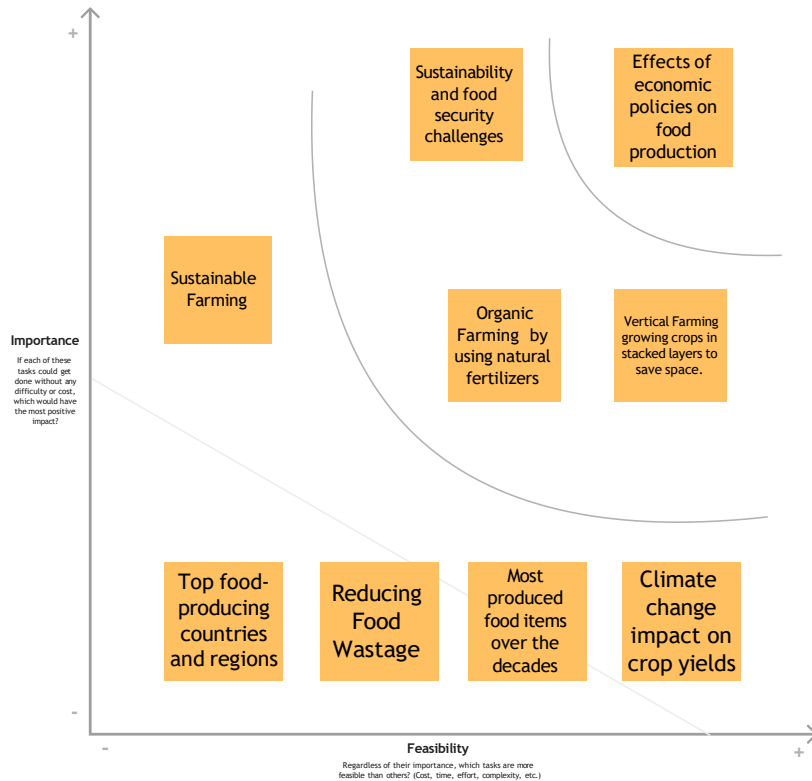 +
Sustainability
and food
security
challenges
Effects of
economic
policies on
food
production
Sustainable
Farming
Organic
Farming by
using natural
fertilizers
Vertical Farming
growing crops in
stacked layers to
save space.
Importance
If each of these
tasks could get
done without any
difficulty or cost,
which would have
the most positive
impact?
Top food-
producing
countries
and regions
Reducing
Food
Wastage
Most
produced
food items
over the
decades
Climate
change
impact on
crop yields
-
-
Feasibility
+
Regardless of their importance, which tasks are more
feasible than others? (Cost, time, effort, complexity, etc.)